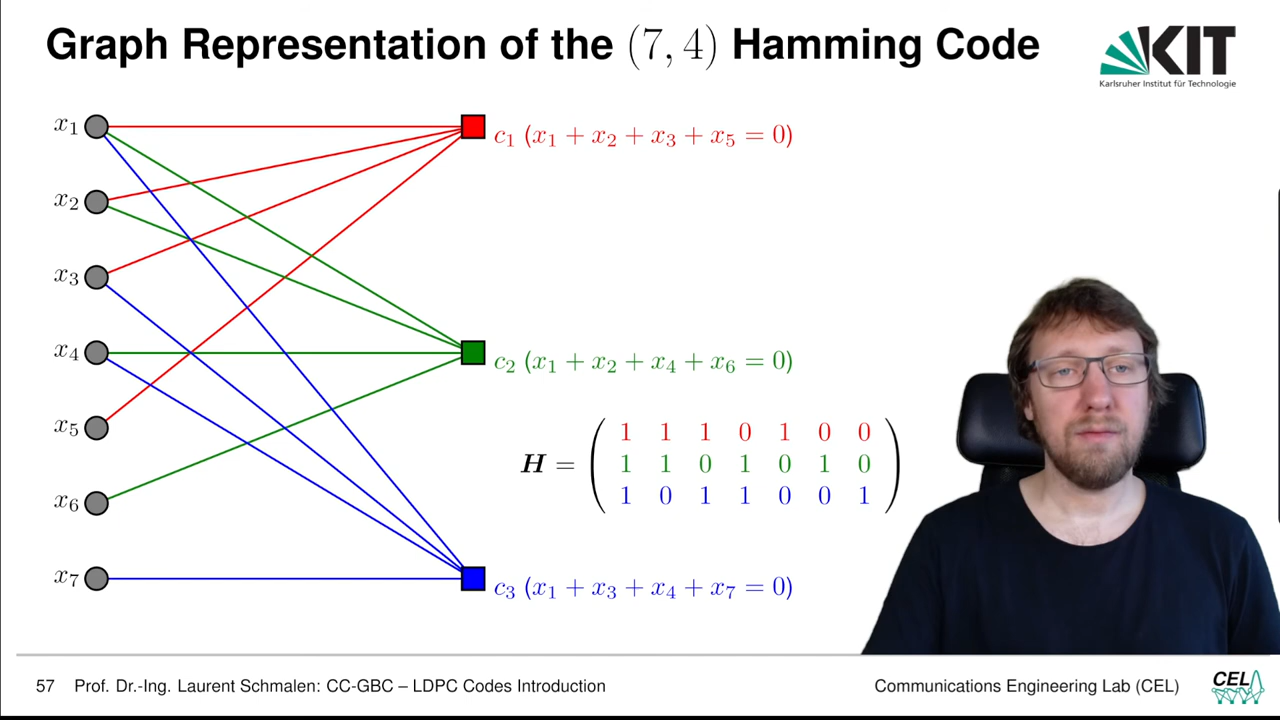 Graph Representation of the (7, 4) Hamming Code
KIT
Karlsruher Institut für Technologie
x₁
x₂
x₃
x₄
x₅
x₆
x₇
c₁ (x₁ + x₂ + x₃ + x₅ = 0)
c₂ (x₁ + x₂ + x₄ + x₆ = 0)
H =
1 1 1 0 1 0 0
1 1 0 1 0 1 0
1 0 1 1 0 0 1
c₃ (x₁ + x₃ + x₄ + x₇ = 0)
57 Prof. Dr.-Ing. Laurent Schmalen: CC-GBC – LDPC Codes Introduction
Communications Engineering Lab (CEL)
CEL